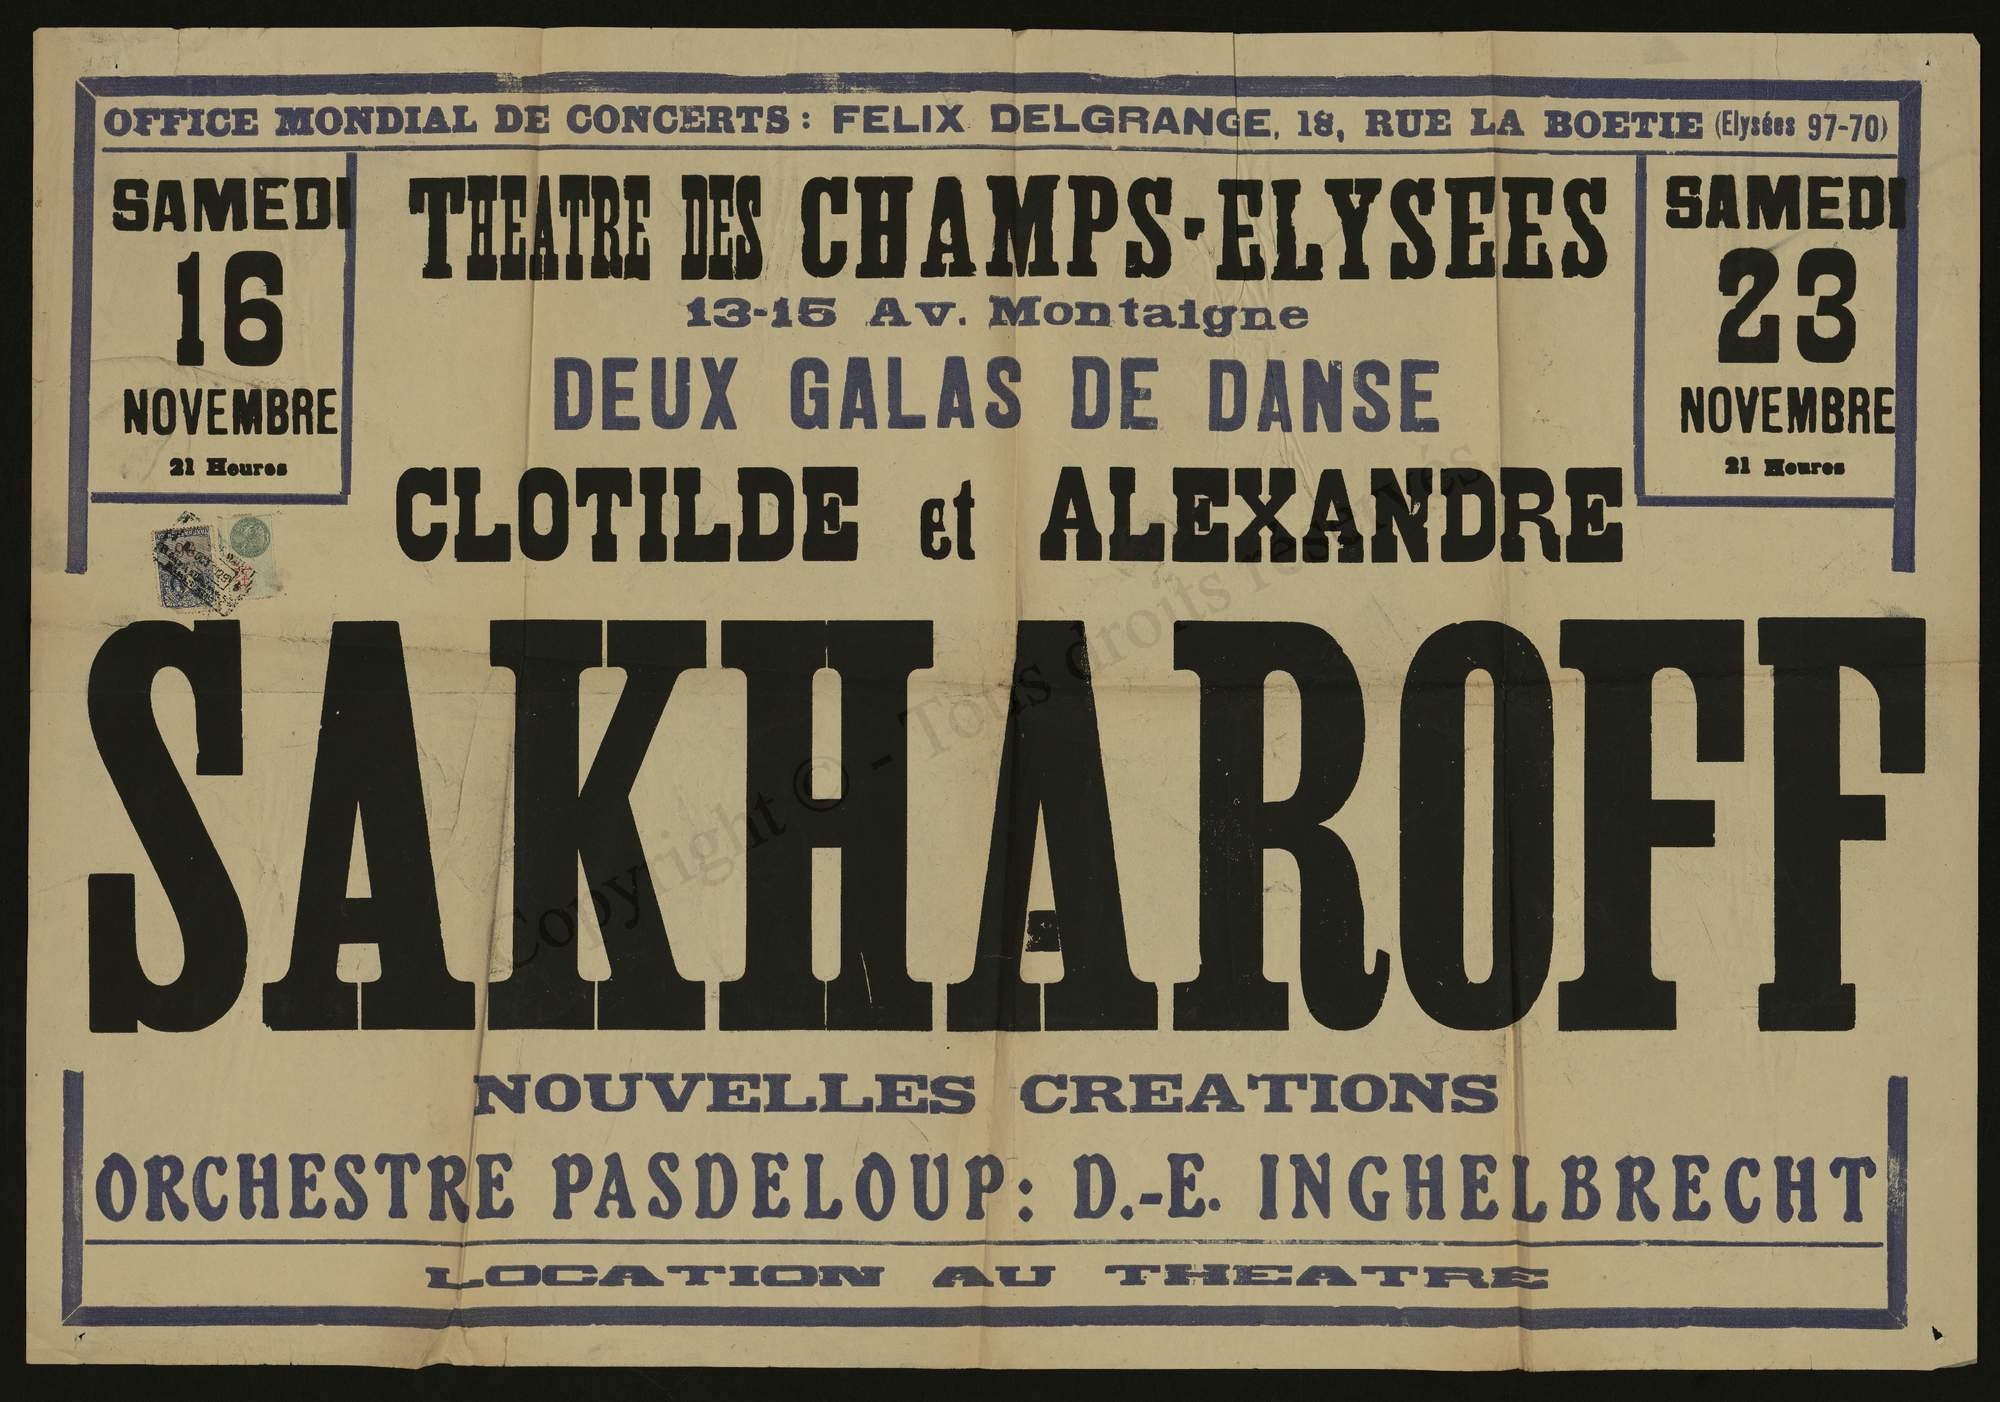 OFFICE MONDIAL DE CONCERTS : FELIX DELGRANGE, 18, RUE LA BOETIE (Elysées 97-70)
SAMEDI
16
NOVEMBRE
21 Heures
THEATRE DES CHAMPS-ELYSEES
13-15 Av. Montaigne
DEUX GALAS DE DANSE
SAMEDI
23
NOVEMBRE
21 Heures
CLOTILDE et ALEXANDRE
SAKHAROFF
NOUVELLES CREATIONS
ORCHESTRE PASDELOUP : D.-E. INGHELBRECHT
LOCATION AU THEATRE
Copyright © - Tous droits reservés